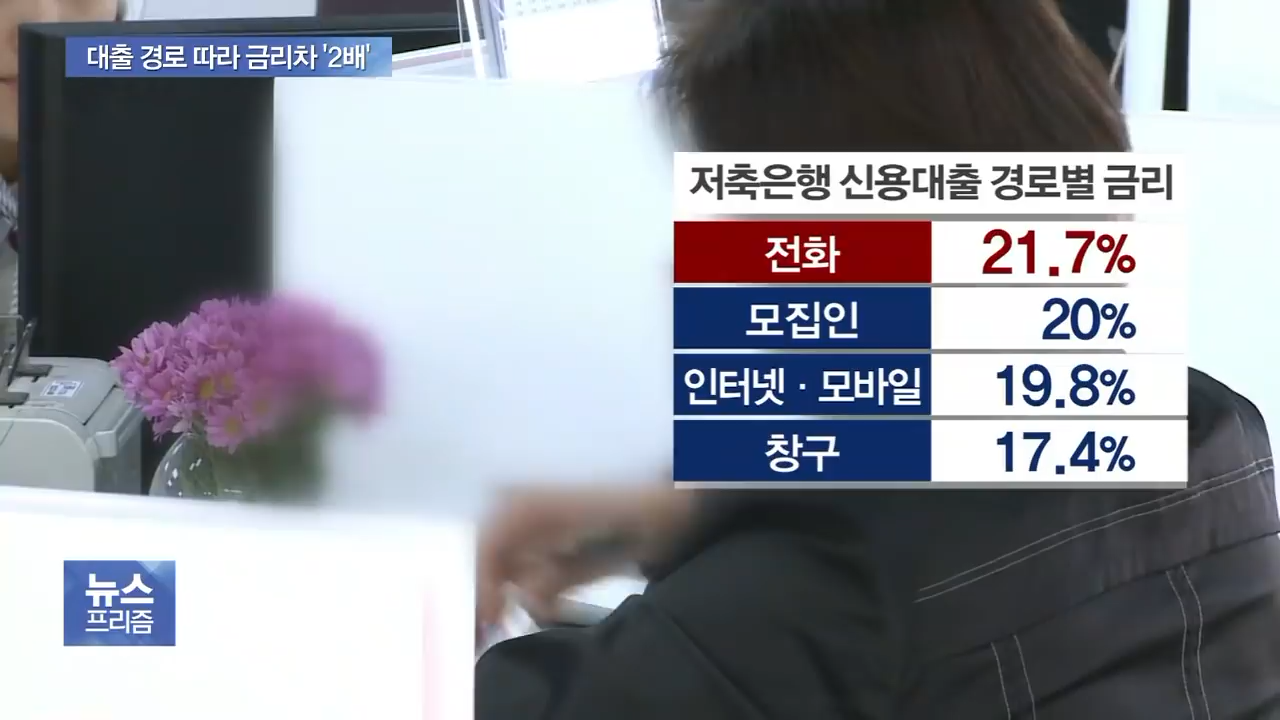 대출 경로 따라 금리차 '2배'
저축은행 신용대출 경로별 금리
전화 21.7%
모집인 20%
인터넷·모바일 19.8%
창구 17.4%
뉴스
프리즘